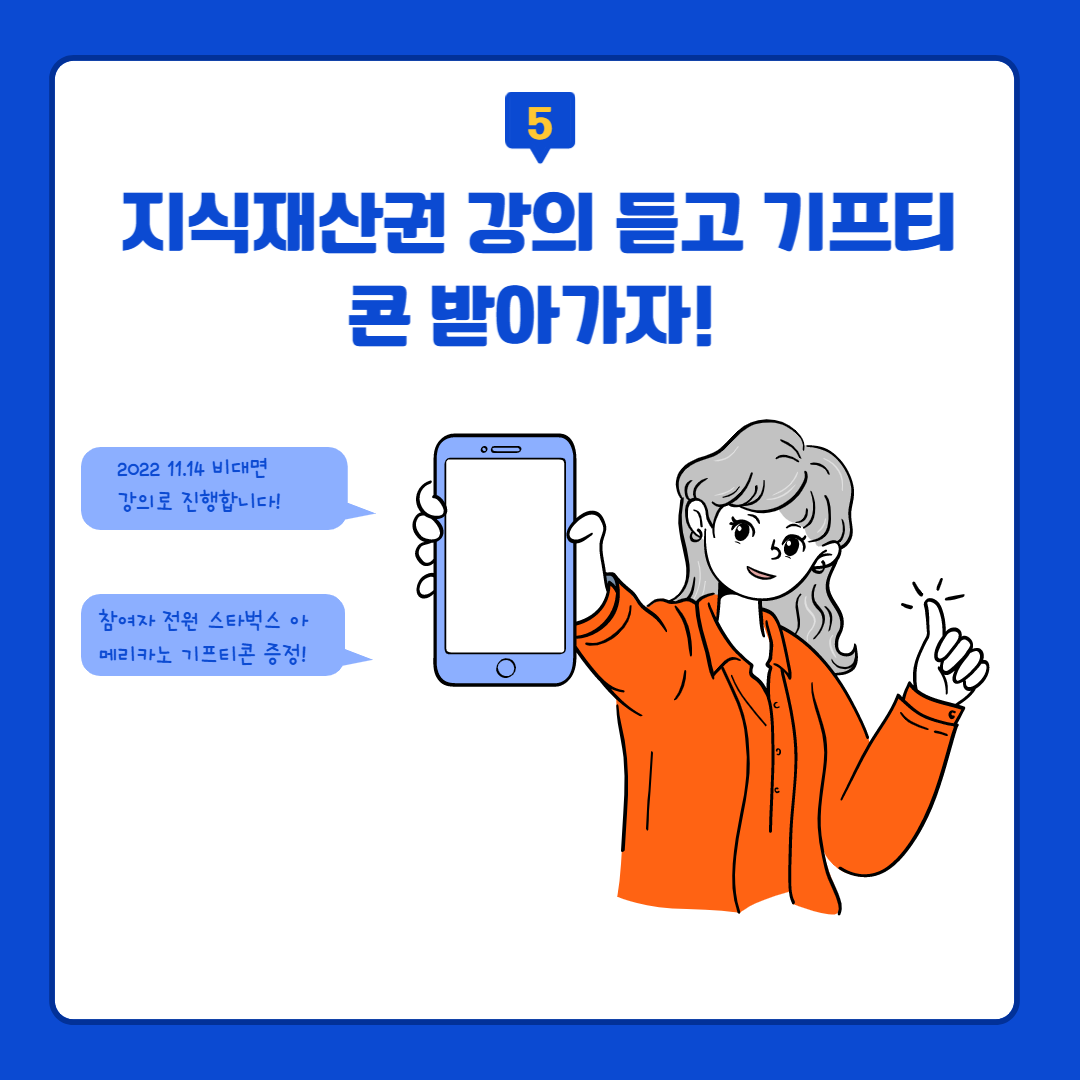 5
지식재산권 강의 듣고 기프티
콘 받아가자!
2022 11.14 비대면
강의로 진행합니다!
참여자 전원 스타벅스 아
메리카노 기프티콘 증정!